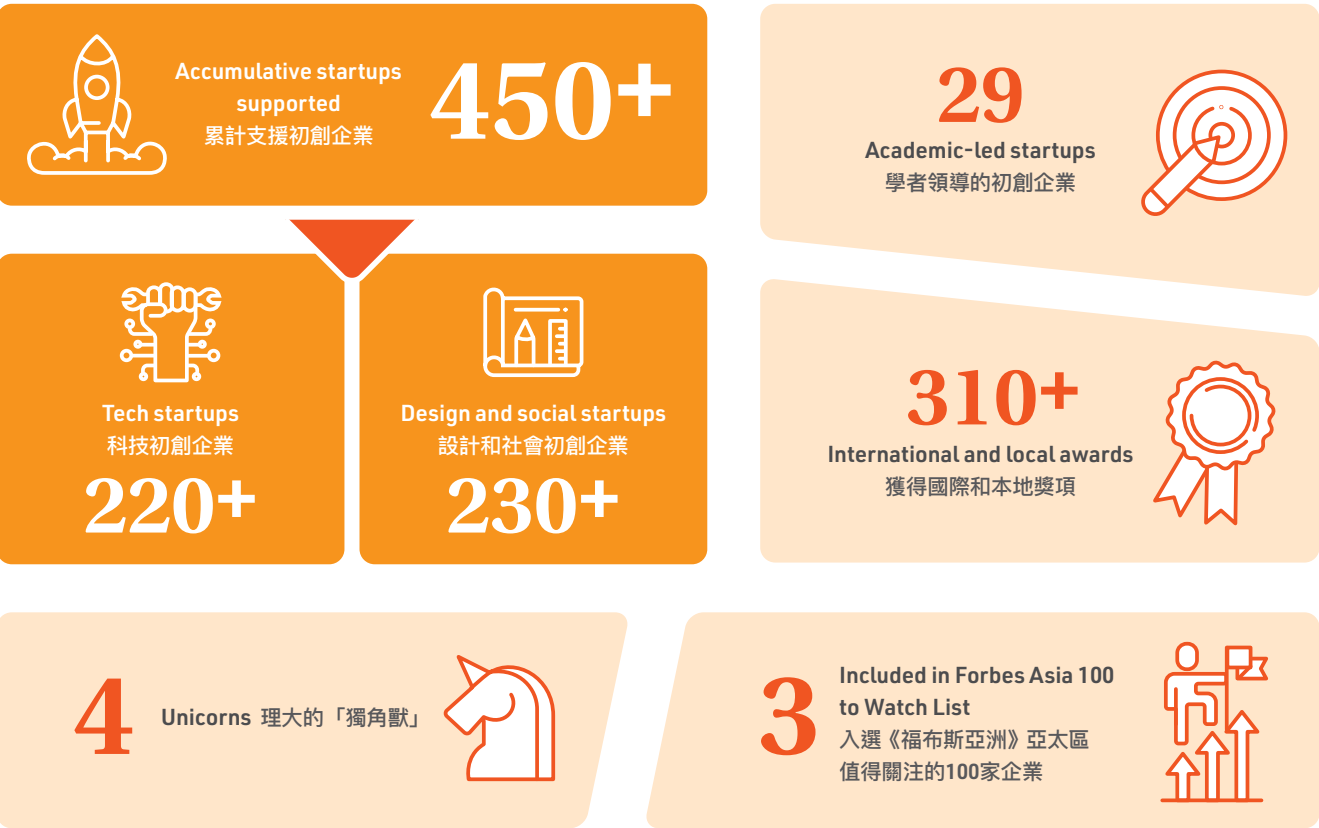 Accumulative startups
supported
累計支援初創企業
450+
29
Academic-led startups
學者領導的初創企業
Tech startups
科技初創企業
220+
Design and social startups
設計和社會初創企業
230+
310+
International and local awards
獲得國際和本地獎項
4
Unicorns 理大的「獨角獸」
3
Included in Forbes Asia 100
to Watch List
入選《福布斯亞洲》亞太區
值得關注的100家企業